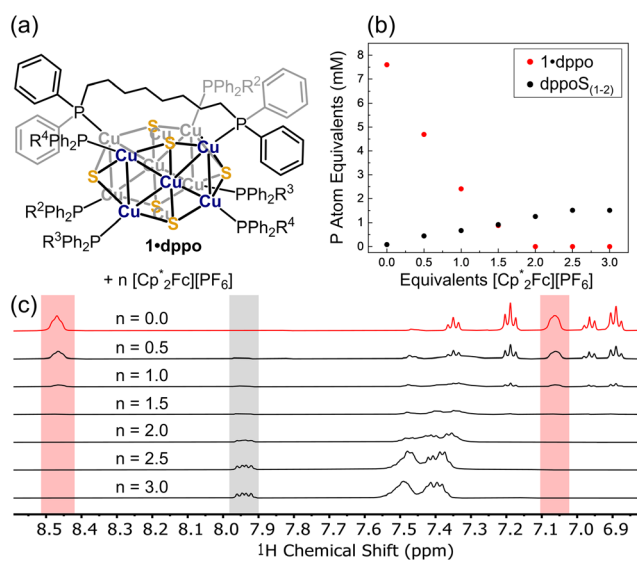 (a)
PPh₂R²
P
P
R⁴Ph₂P
S
Cu
Cu
S
Cu
Cu
Cu
S
Cu
Cu
S
PPh₂R³
R²Ph₂P
Cu
S
Cu
Cu
PPh₂R⁴
R³Ph₂P
S
1•dppo
+ n [Cp*₂Fc][PF₆]
(b)
P Atom Equivalents (mM)
8
7
6
5
4
3
2
1
0
1•dppo
dppoS₍₁₋₂₎
0.0 0.5 1.0 1.5 2.0 2.5 3.0
Equivalents [Cp*₂Fc][PF₆]
(c)
n = 0.0
n = 0.5
n = 1.0
n = 1.5
n = 2.0
n = 2.5
n = 3.0
8.5 8.4 8.3 8.2 8.1 8.0 7.9 7.8 7.7 7.6 7.5 7.4 7.3 7.2 7.1 7.0 6.9
¹H Chemical Shift (ppm)